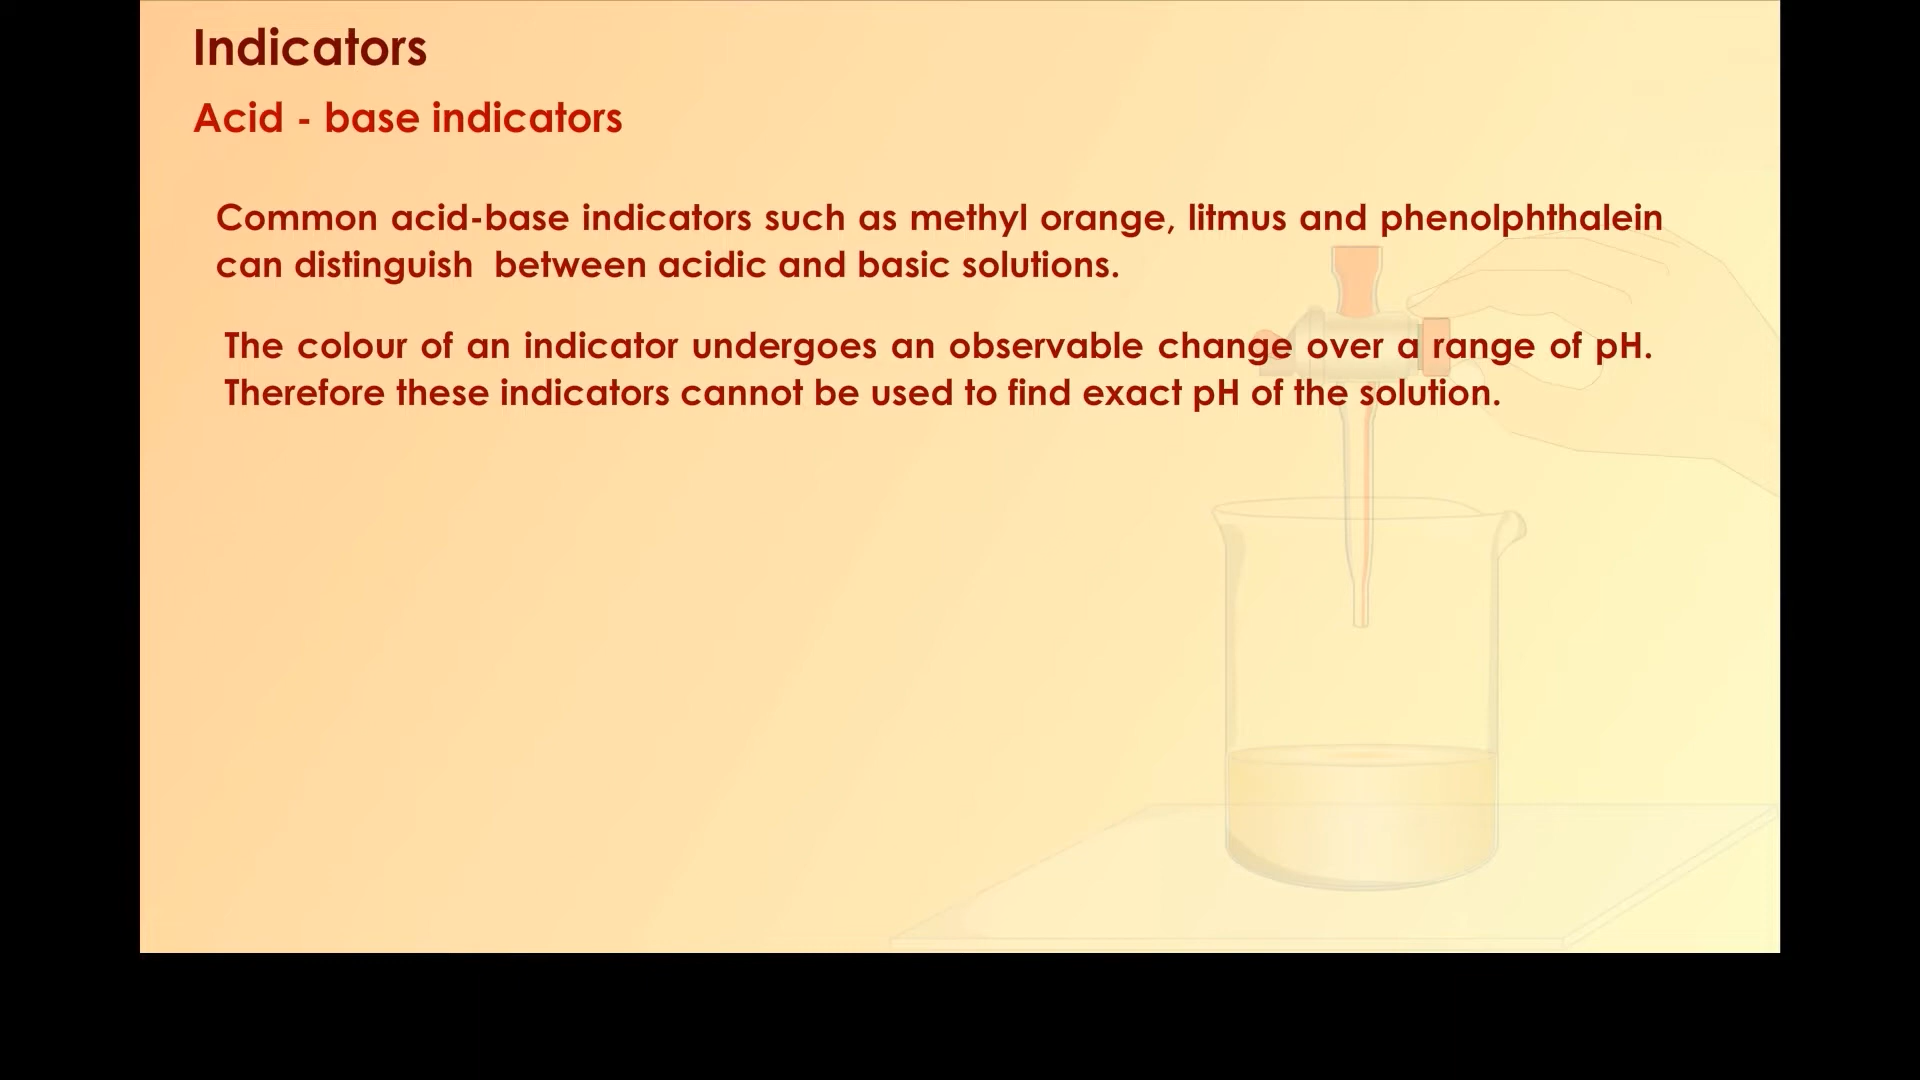 Indicators
Acid - base indicators
Common acid-base indicators such as methyl orange, litmus and phenolphthalein
can distinguish between acidic and basic solutions.
The colour of an indicator undergoes an observable change over a range of pH.
Therefore these indicators cannot be used to find exact pH of the solution.